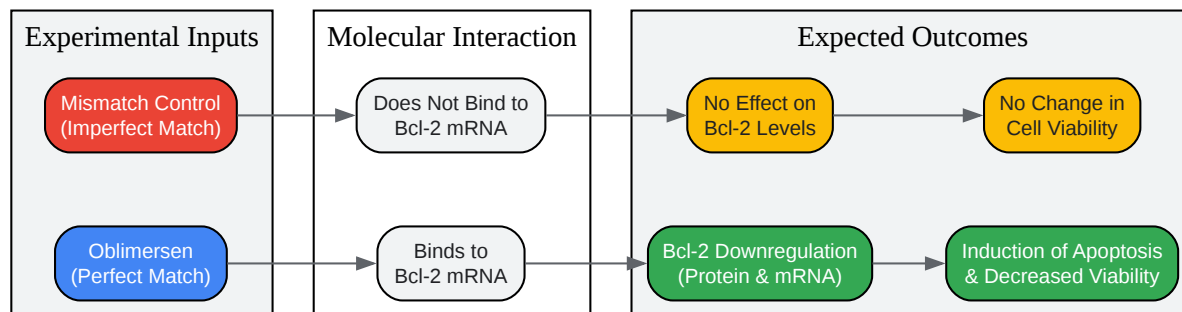 Experimental Inputs
Molecular Interaction
Expected Outcomes
Mismatch Control
(Imperfect Match)
Does Not Bind to
Bcl-2 mRNA
No Effect on
Bcl-2 Levels
No Change in
Cell Viability
Oblimersen
(Perfect Match)
Binds to
Bcl-2 mRNA
Bcl-2 Downregulation
(Protein & mRNA)
Induction of Apoptosis
& Decreased Viability